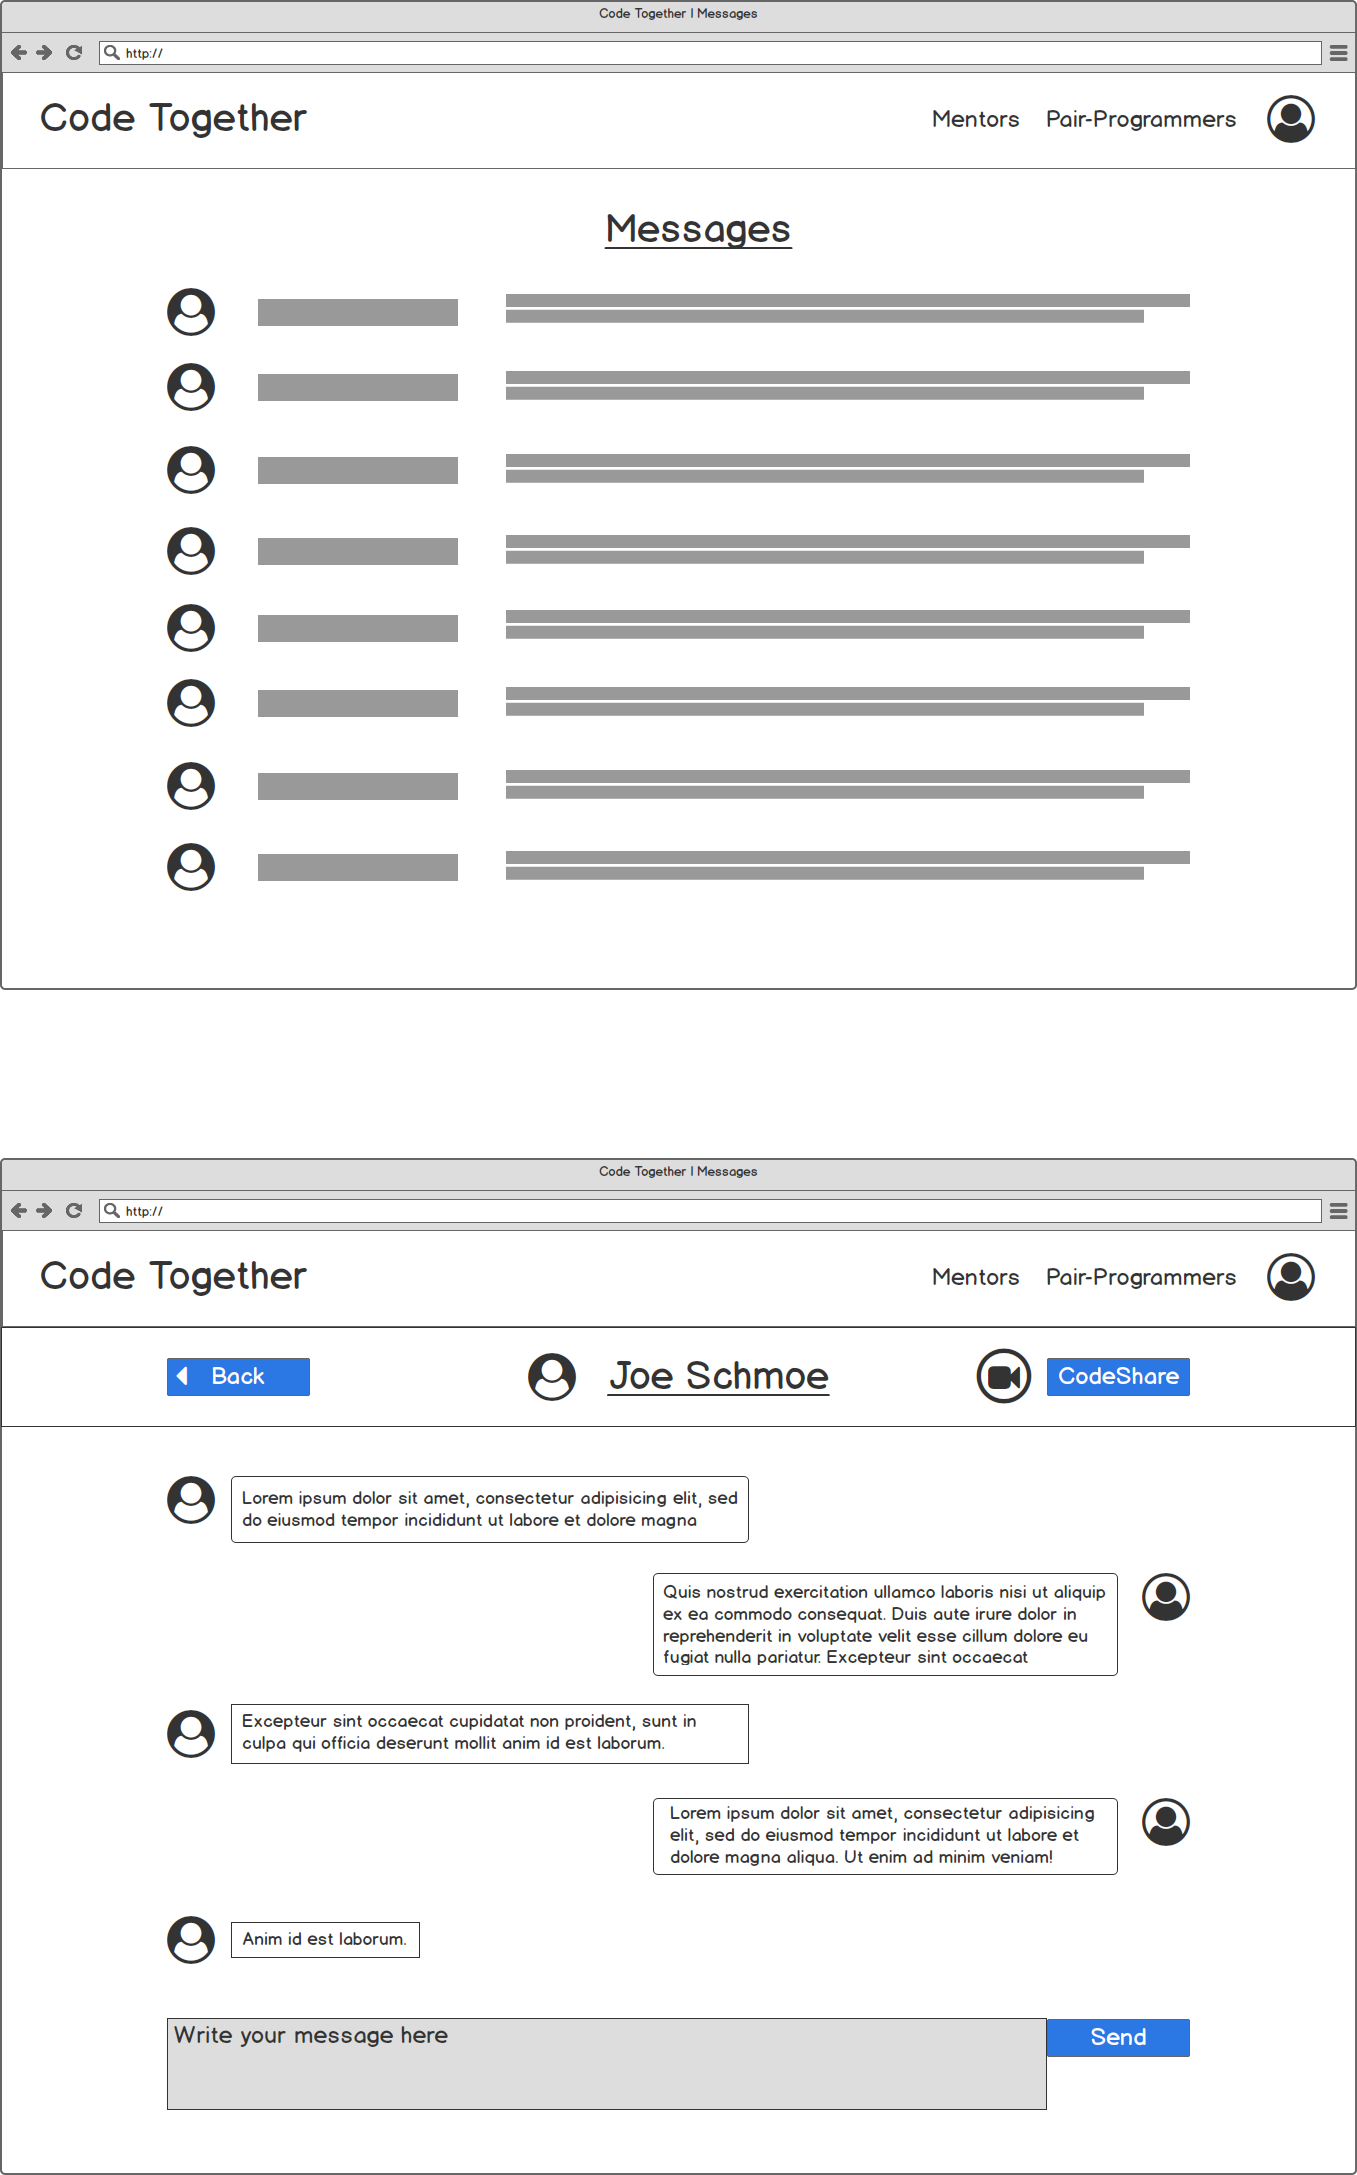 Code Together | Messages
http://
Code Together
Mentors
Pair-Programmers
Messages
Code Together | Messages
http://
Code Together
Mentors
Pair-Programmers
Back
Joe Schmoe
CodeShare
Lorem ipsum dolor sit amet, consectetur adipisicing elit, sed
do eiusmod tempor incididunt ut labore et dolore magna
Quis nostrud exercitation ullamco laboris nisi ut aliquip
ex ea commodo consequat. Duis aute irure dolor in
reprehenderit in voluptate velit esse cillum dolore eu
fugiat nulla pariatur. Excepteur sint occaecat
Excepteur sint occaecat cupidatat non proident, sunt in
culpa qui officia deserunt mollit anim id est laborum.
Lorem ipsum dolor sit amet, consectetur adipisicing
elit, sed do eiusmod tempor incididunt ut labore et
dolore magna aliqua. Ut enim ad minim veniam!
Anim id est laborum.
Write your message here
Send